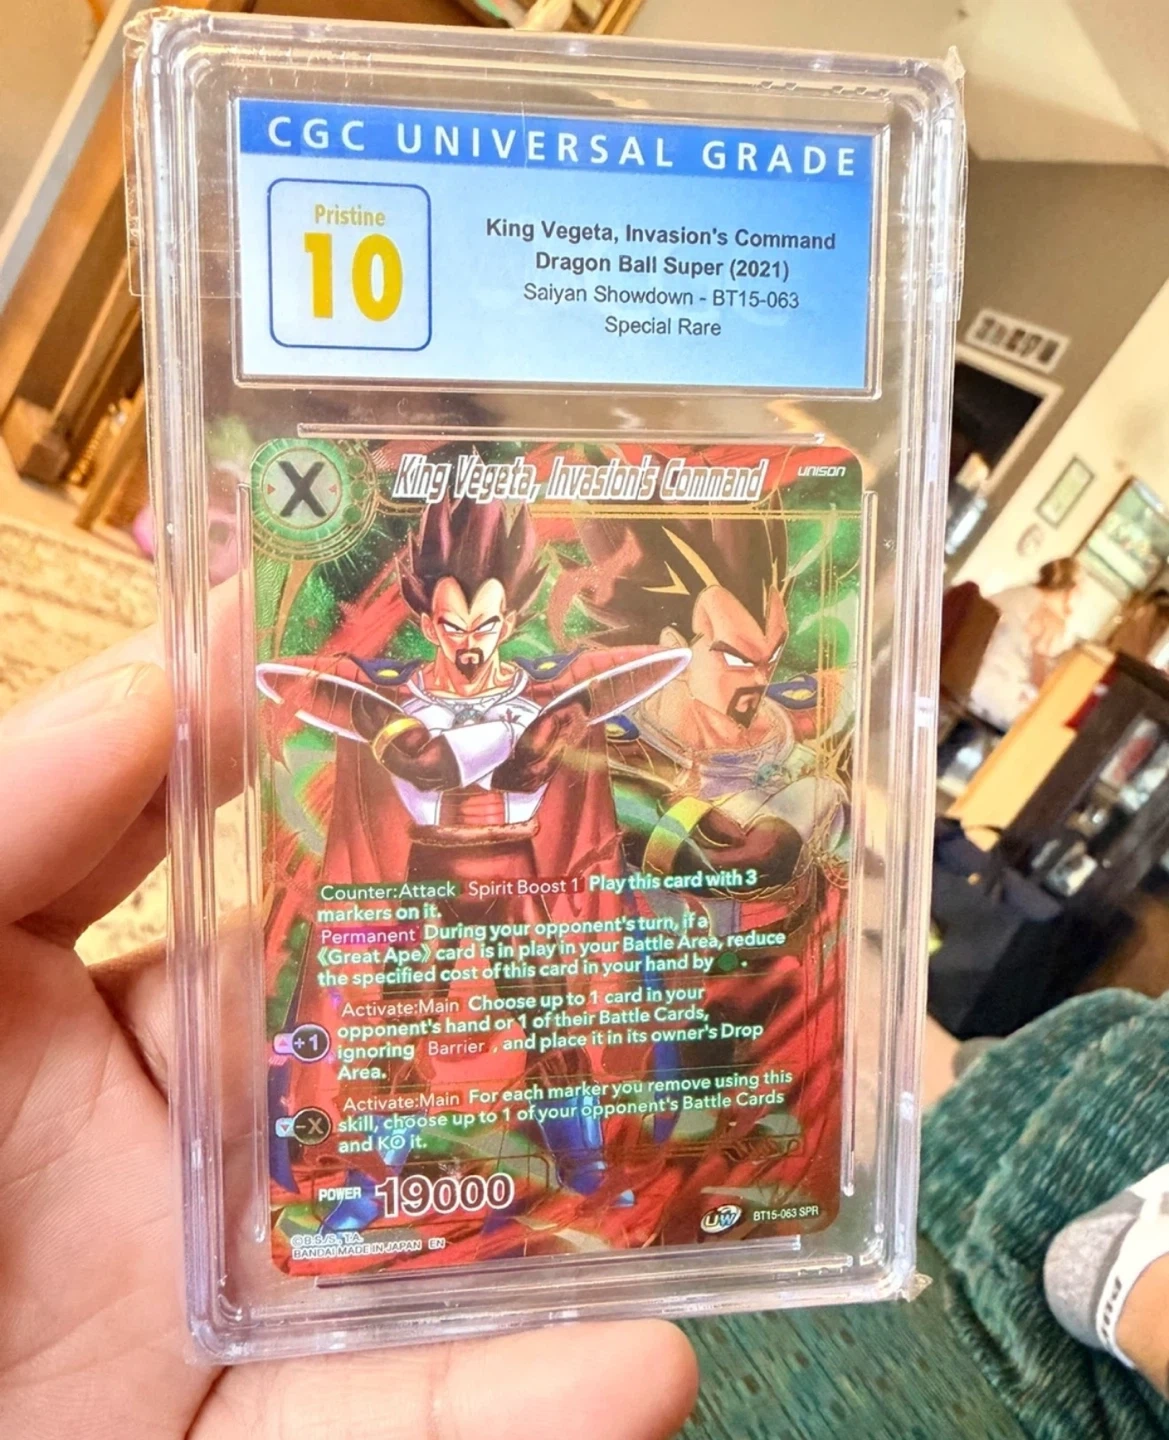 CGC UNIVERSAL GRADE
Pristine
10
King Vegeta, Invasion's Command
Dragon Ball Super (2021)
Saiyan Showdown - BT15-063
Special Rare
X
King Vegeta, Invasion's Command
UNISON
Counter:Attack Spirit Boost 1 Play this card with 3
markers on it.
Permanent During your opponent's turn, if a
《Great Ape》 card is in play in your Battle Area, reduce
the specified cost of this card in your hand by .
Activate:Main Choose up to 1 card in your
opponent's hand or 1 of their Battle Cards,
+1 ignoring Barrier, and place it in its owner's Drop
Area.
Activate:Main For each marker you remove using this
-X skill, choose up to 1 of your opponent's Battle Cards
and KO it.
POWER 19000
UW BT15-063 SPR
©B.S./S., T.A.
BANDAI MADE IN JAPAN EN